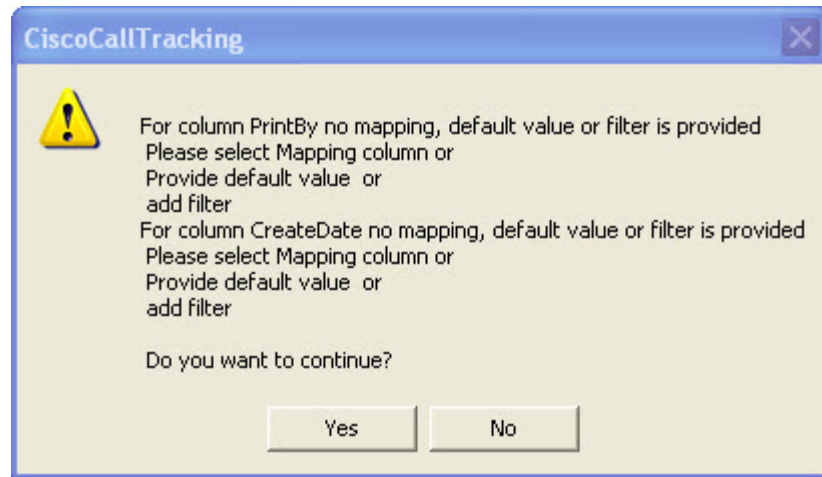 CiscoCallTracking
For column PrintBy no mapping, default value or filter is provided
Please select Mapping column or
Provide default value or
add filter
For column CreateDate no mapping, default value or filter is provided
Please select Mapping column or
Provide default value or
add filter
Do you want to continue?
Yes
No